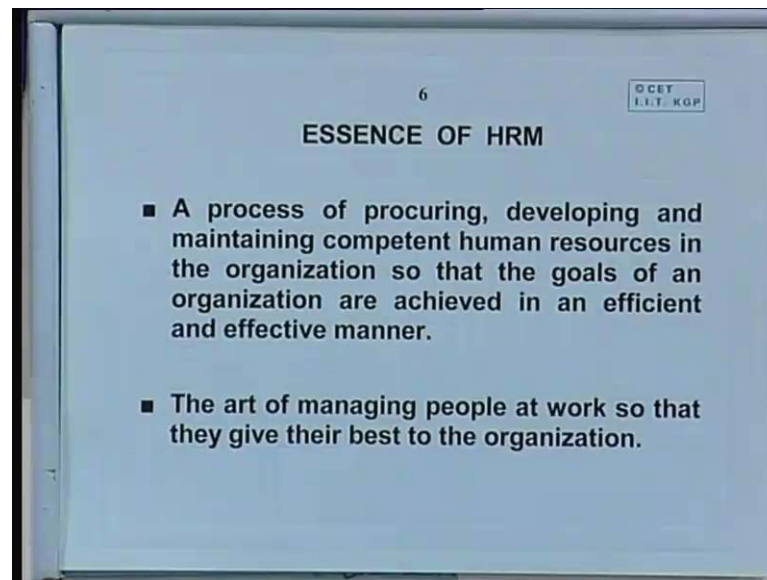 6
© CET
I.I.T. KGP
ESSENCE OF HRM
■ A process of procuring, developing and
maintaining competent human resources in
the organization so that the goals of an
organization are achieved in an efficient
and effective manner.
■ The art of managing people at work so that
they give their best to the organization.